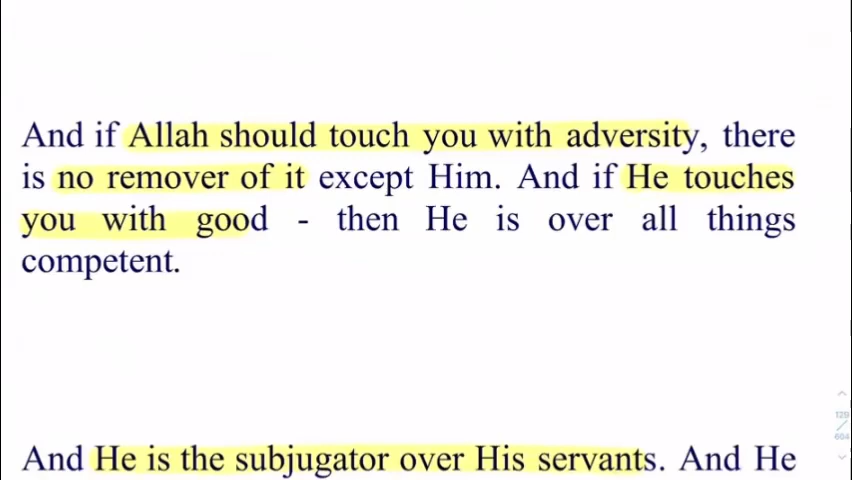 And if Allah should touch you with adversity, there
is no remover of it except Him. And if He touches
you with good - then He is over all things
competent.
And He is the subjugator over His servants. And He
129
/
604